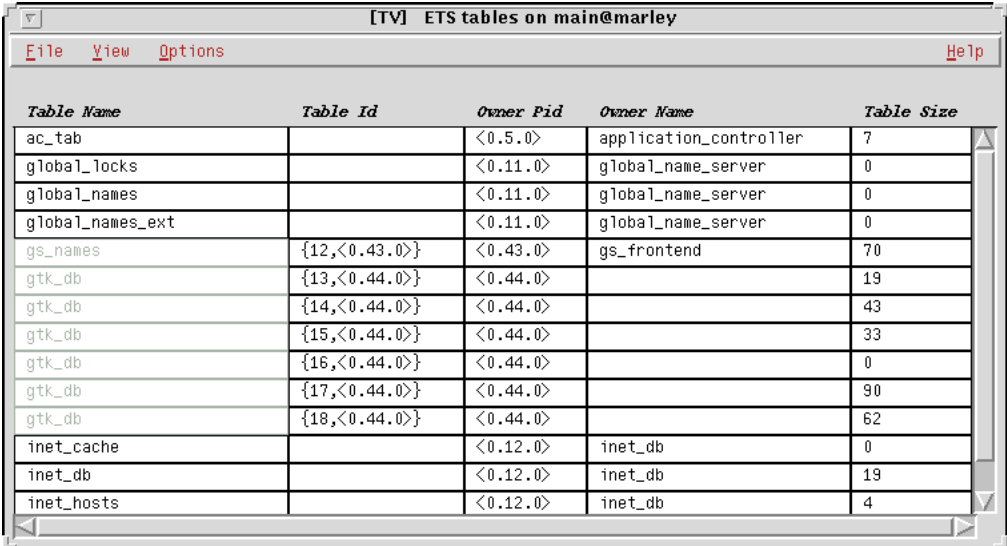 [TV] ETS tables on main@marley
File View Options Help
Table Name Table Id Owner Pid Owner Name Table Size
ac_tab <0.5.0> application_controller 7
global_locks <0.11.0> global_name_server 0
global_names <0.11.0> global_name_server 0
global_names_ext <0.11.0> global_name_server 0
gs_names {12,<0.43.0>} <0.43.0> gs_frontend 70
gtk_db {13,<0.44.0>} <0.44.0> 19
gtk_db {14,<0.44.0>} <0.44.0> 43
gtk_db {15,<0.44.0>} <0.44.0> 33
gtk_db {16,<0.44.0>} <0.44.0> 0
gtk_db {17,<0.44.0>} <0.44.0> 90
gtk_db {18,<0.44.0>} <0.44.0> 62
inet_cache <0.12.0> inet_db 0
inet_db <0.12.0> inet_db 19
inet_hosts <0.12.0> inet_db 4